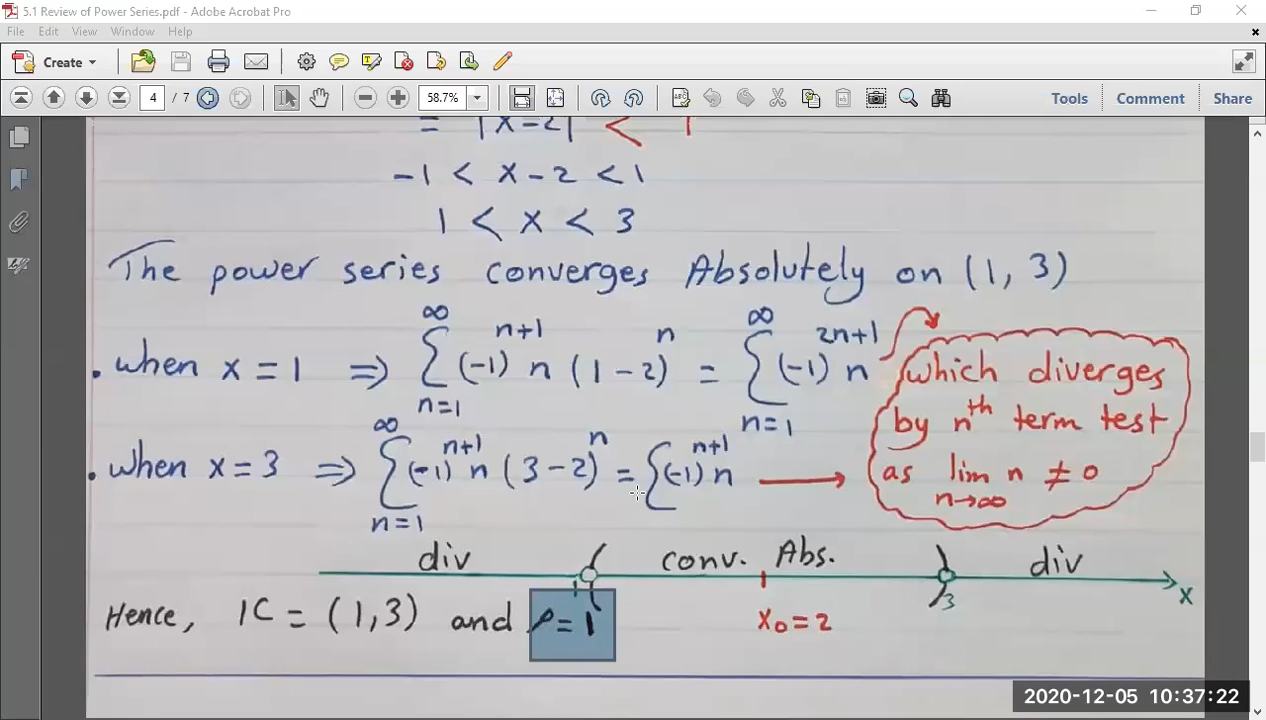 5.1 Review of Power Series.pdf - Adobe Acrobat Pro
File Edit View Window Help
Create
4 / 7 58.7% Tools Comment Share
= |x-2| < 1
-1 < x-2 < 1
1 < x < 3
The power series converges Absolutely on (1, 3)
. when x = 1 ⇒ ∑_{n=1}^{∞} (-1)^{n+1} n (1-2)^n = ∑_{n=1}^{∞} (-1)^{2n+1} n
. when x = 3 ⇒ ∑_{n=1}^{∞} (-1)^{n+1} n (3-2)^n = ∑ (-1)^{n+1} n
which diverges
by n^{th} term test
as lim_{n→∞} n ≠ 0
div conv. Abs. div
1 3 x
Hence, IC = (1,3) and ρ = 1
x₀ = 2
2020-12-05 10:37:22